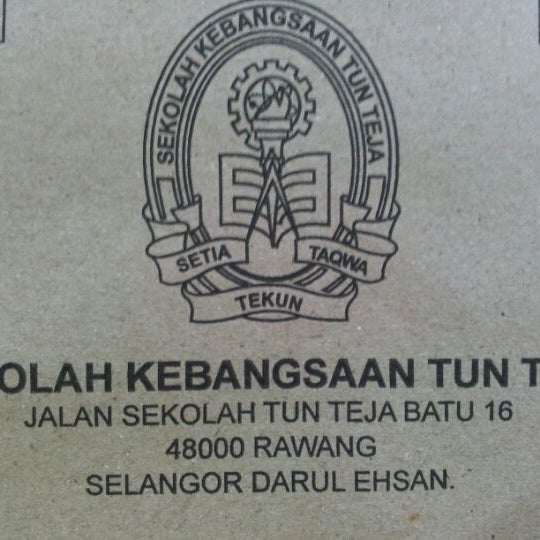 SEKOLAH KEBANGSAAN TUN TEJA
SETIA
TAQWA
TEKUN
OLAH KEBANGSAAN TUN T
JALAN SEKOLAH TUN TEJA BATU 16
48000 RAWANG
SELANGOR DARUL EHSAN.